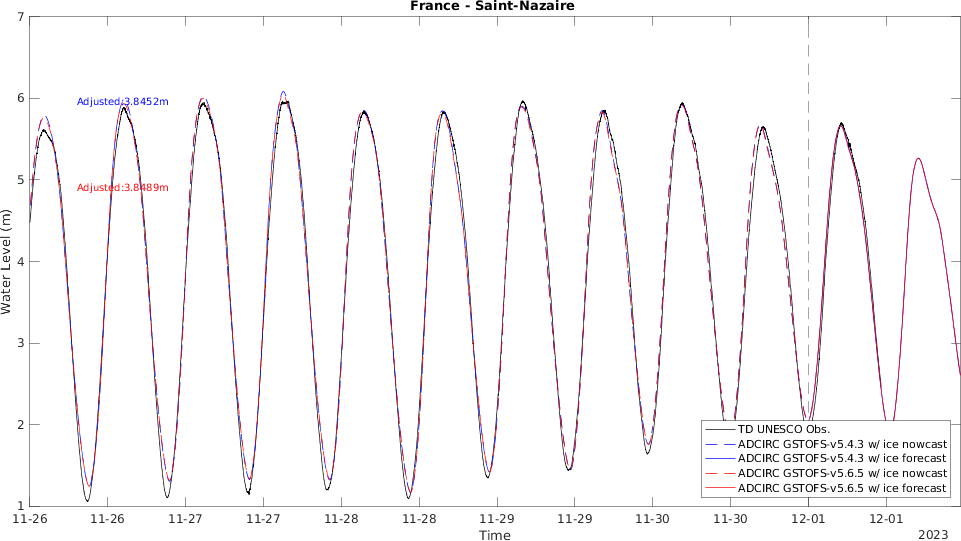 France - Saint-Nazaire
7
6
5
4
3
2
1
Water Level (m)
Adjusted:3.8452m
Adjusted:3.8489m
TD UNESCO Obs.
ADCIRC GSTOFS-v5.4.3 w/ ice nowcast
ADCIRC GSTOFS-v5.4.3 w/ ice forecast
ADCIRC GSTOFS-v5.6.5 w/ ice nowcast
ADCIRC GSTOFS-v5.6.5 w/ ice forecast
11-26 11-26 11-27 11-27 11-28 11-28 11-29 11-29 11-30 11-30 12-01 12-01
Time
2023